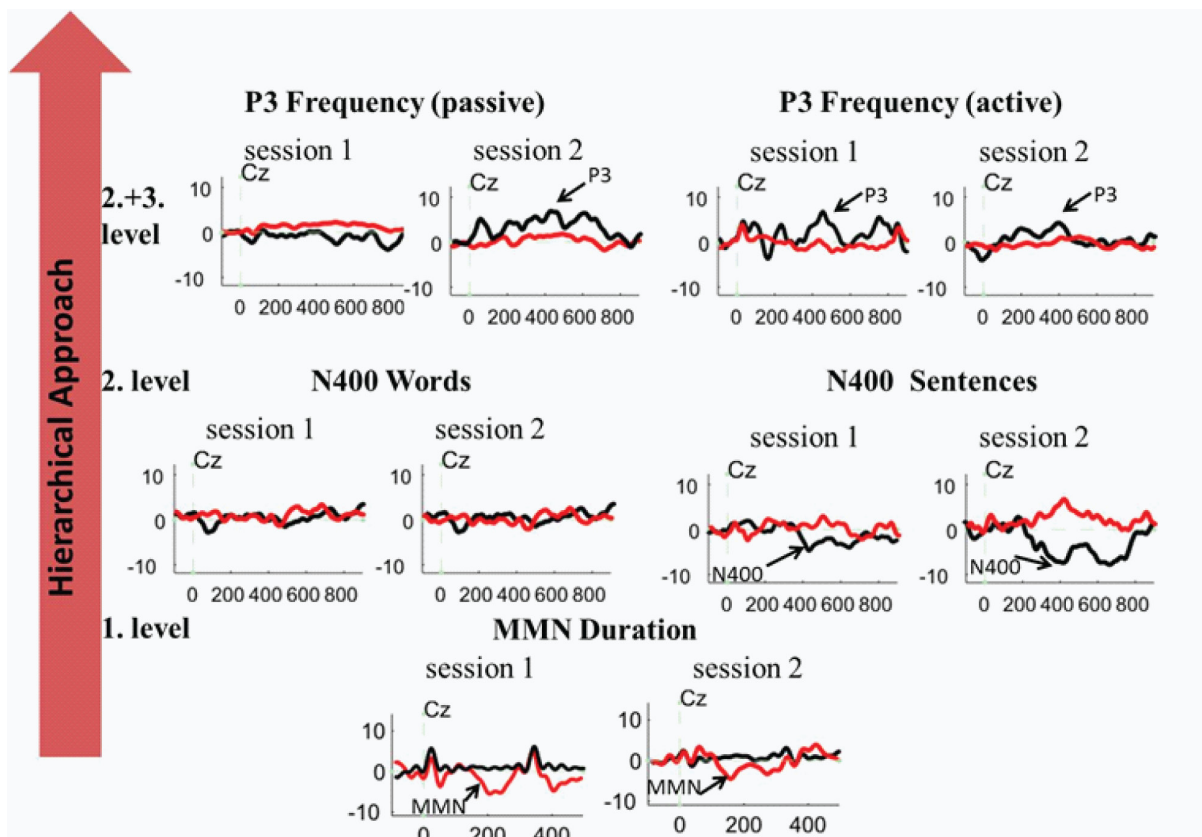 Hierarchical Approach
P3 Frequency (passive)
P3 Frequency (active)
2.+3.
level
session 1
session 2
session 1
session 2
Cz
Cz
Cz
Cz
P3
P3
P3
10
0
-10
10
0
-10
10
0
-10
10
0
-10
0 200 400 600 800
0 200 400 600 800
0 200 400 600 800
0 200 400 600 800
2. level
N400 Words
N400 Sentences
session 1
session 2
session 1
session 2
Cz
Cz
Cz
Cz
10
0
-10
10
0
-10
10
0
-10
10
0
-10
N400
N400
0 200 400 600 800
0 200 400 600 800
0 200 400 600 800
0 200 400 600 800
1. level
MMN Duration
session 1
session 2
Cz
Cz
10
0
-10
10
0
-10
MMN
MMN
0 200 400
0 200 400